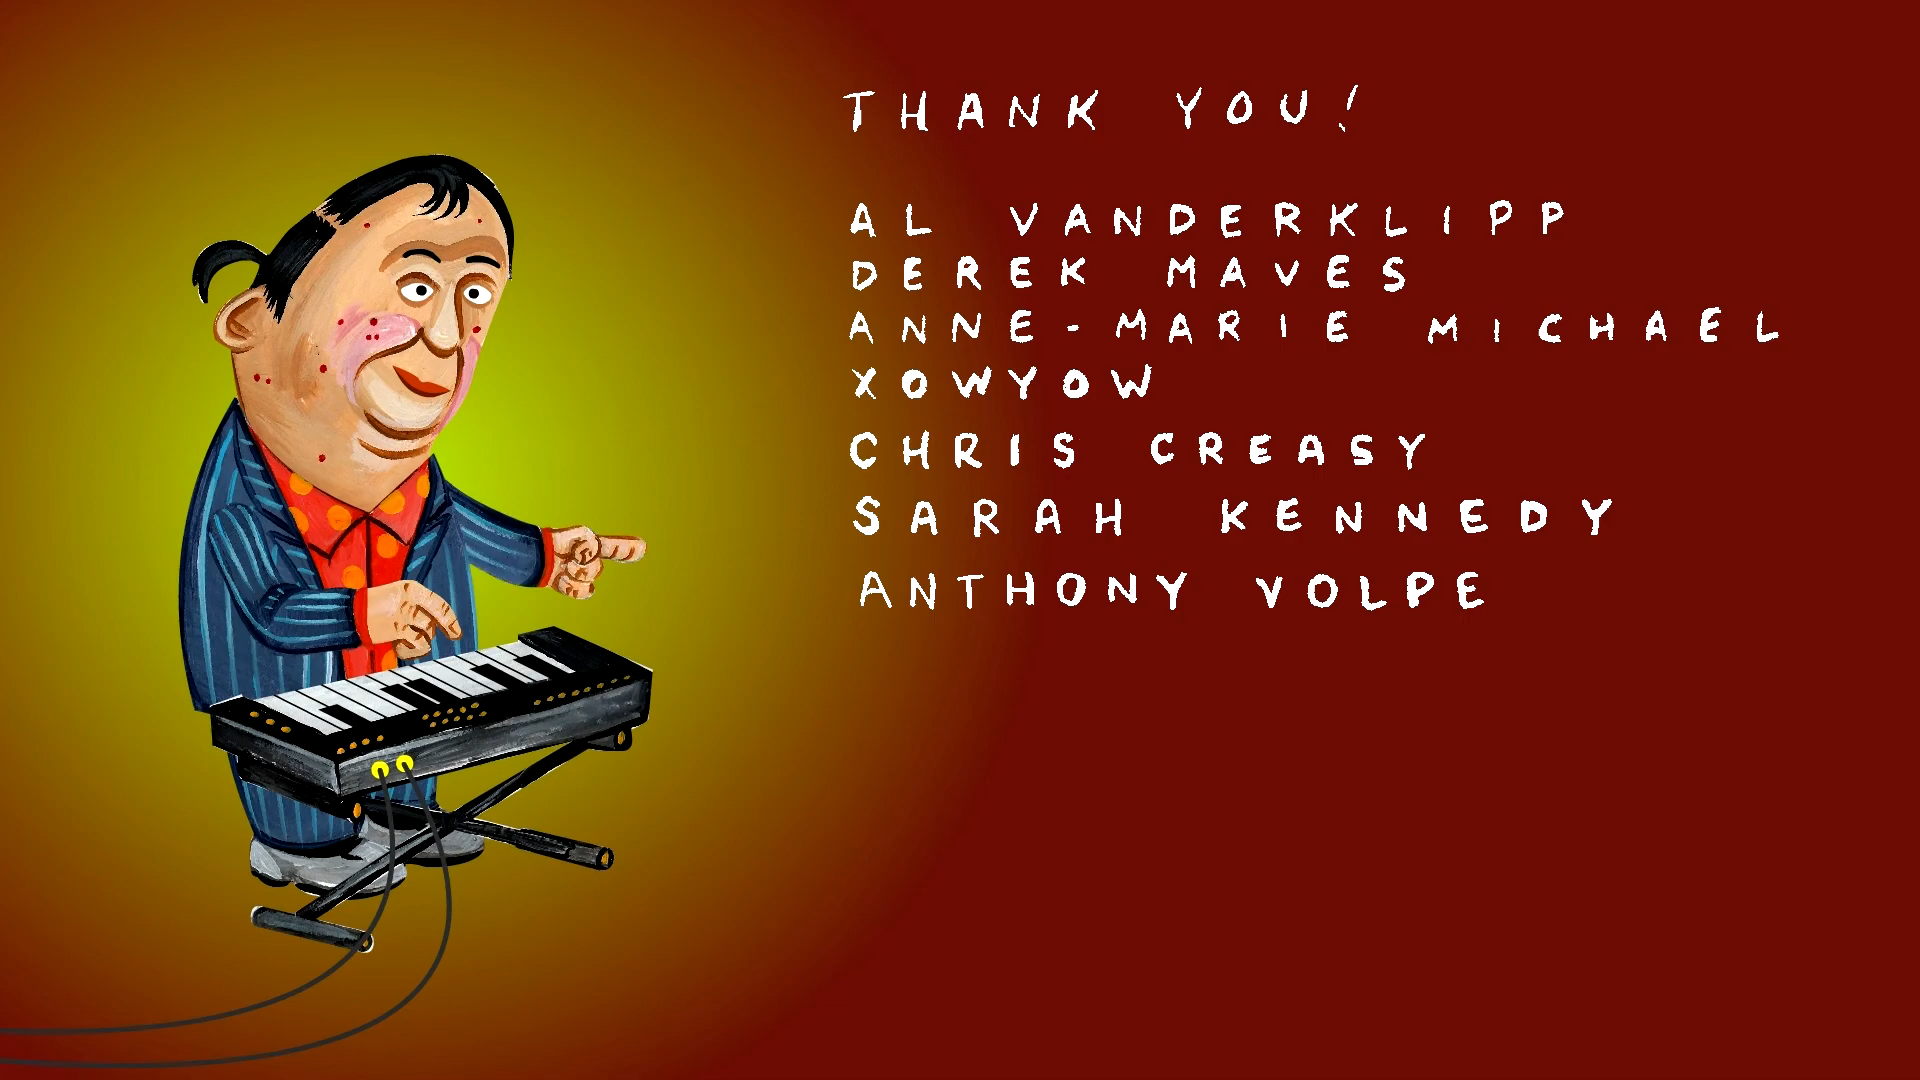 THANK YOU!
AL VANDERKLIPP
DEREK MAVES
ANNE-MARIE MICHAEL
XOWYOW
CHRIS CREASY
SARAH KENNEDY
ANTHONY VOLPE